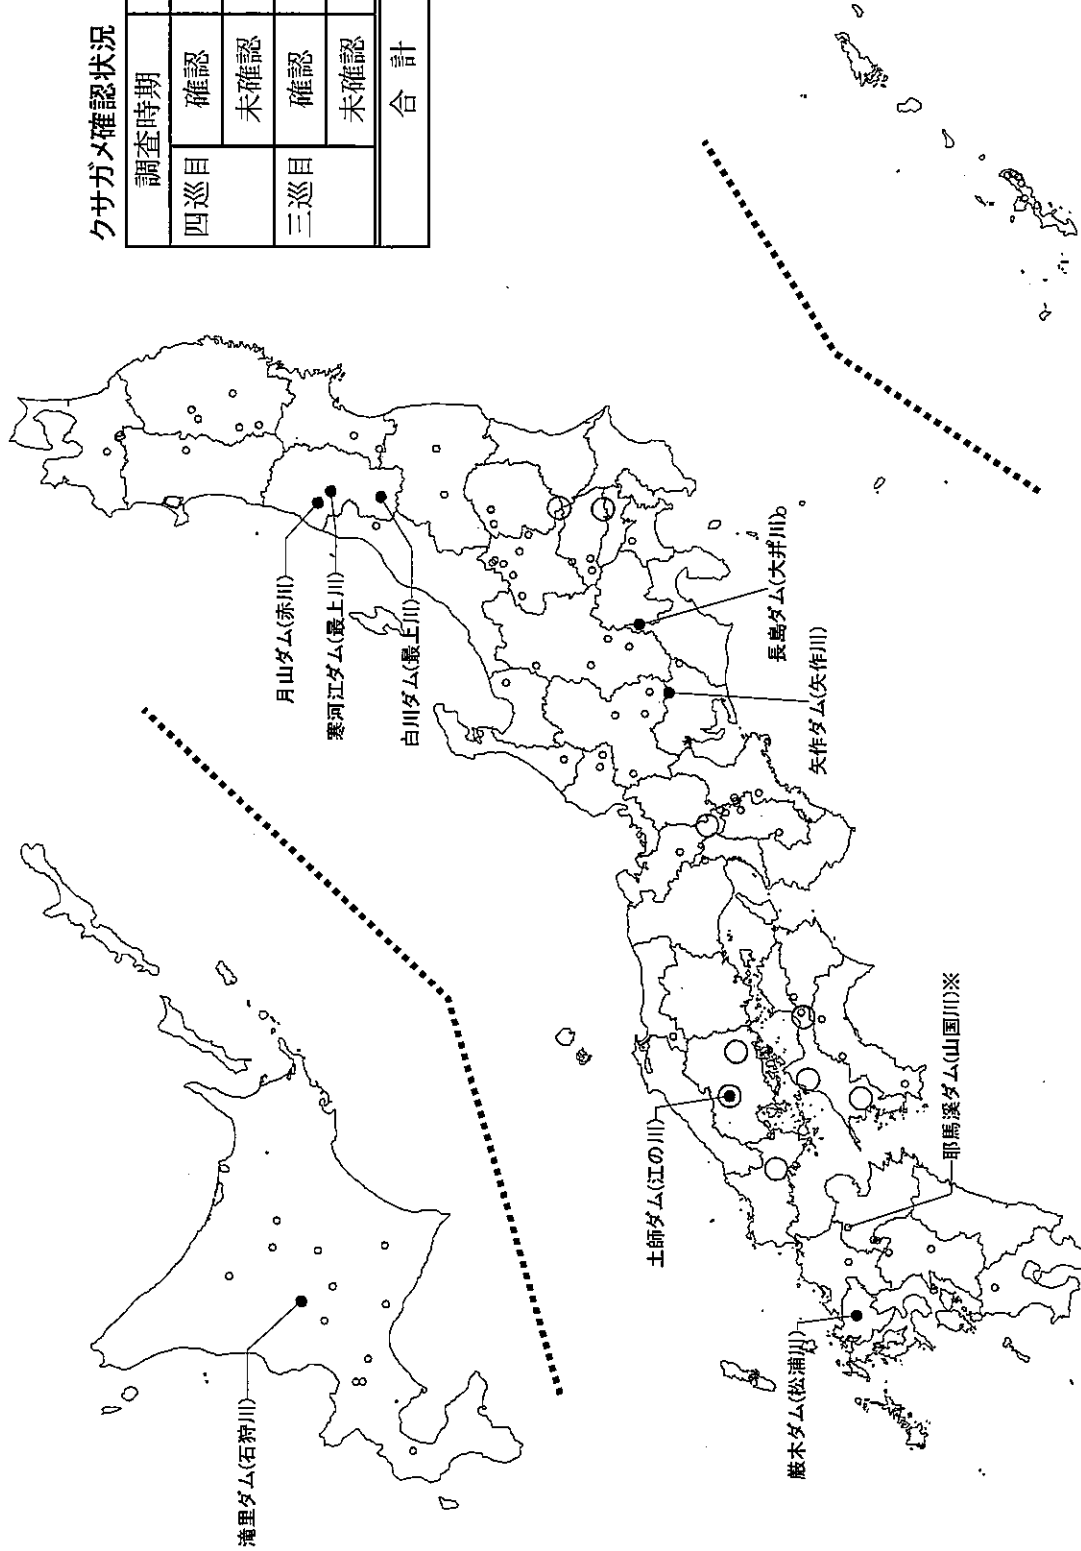 クサガメ確認状況
調査時期
四巡目
確認
未確認
三巡目
確認
未確認
合 計
滝里ダム(石狩川)
月山ダム(赤川)
寒河江ダム(最上川)
白川ダム(最上川)
長島ダム(大井川)
矢作ダム(矢作川)
土師ダム(江の川)
耶馬渓ダム(山国川)※
厳木ダム(松浦川)